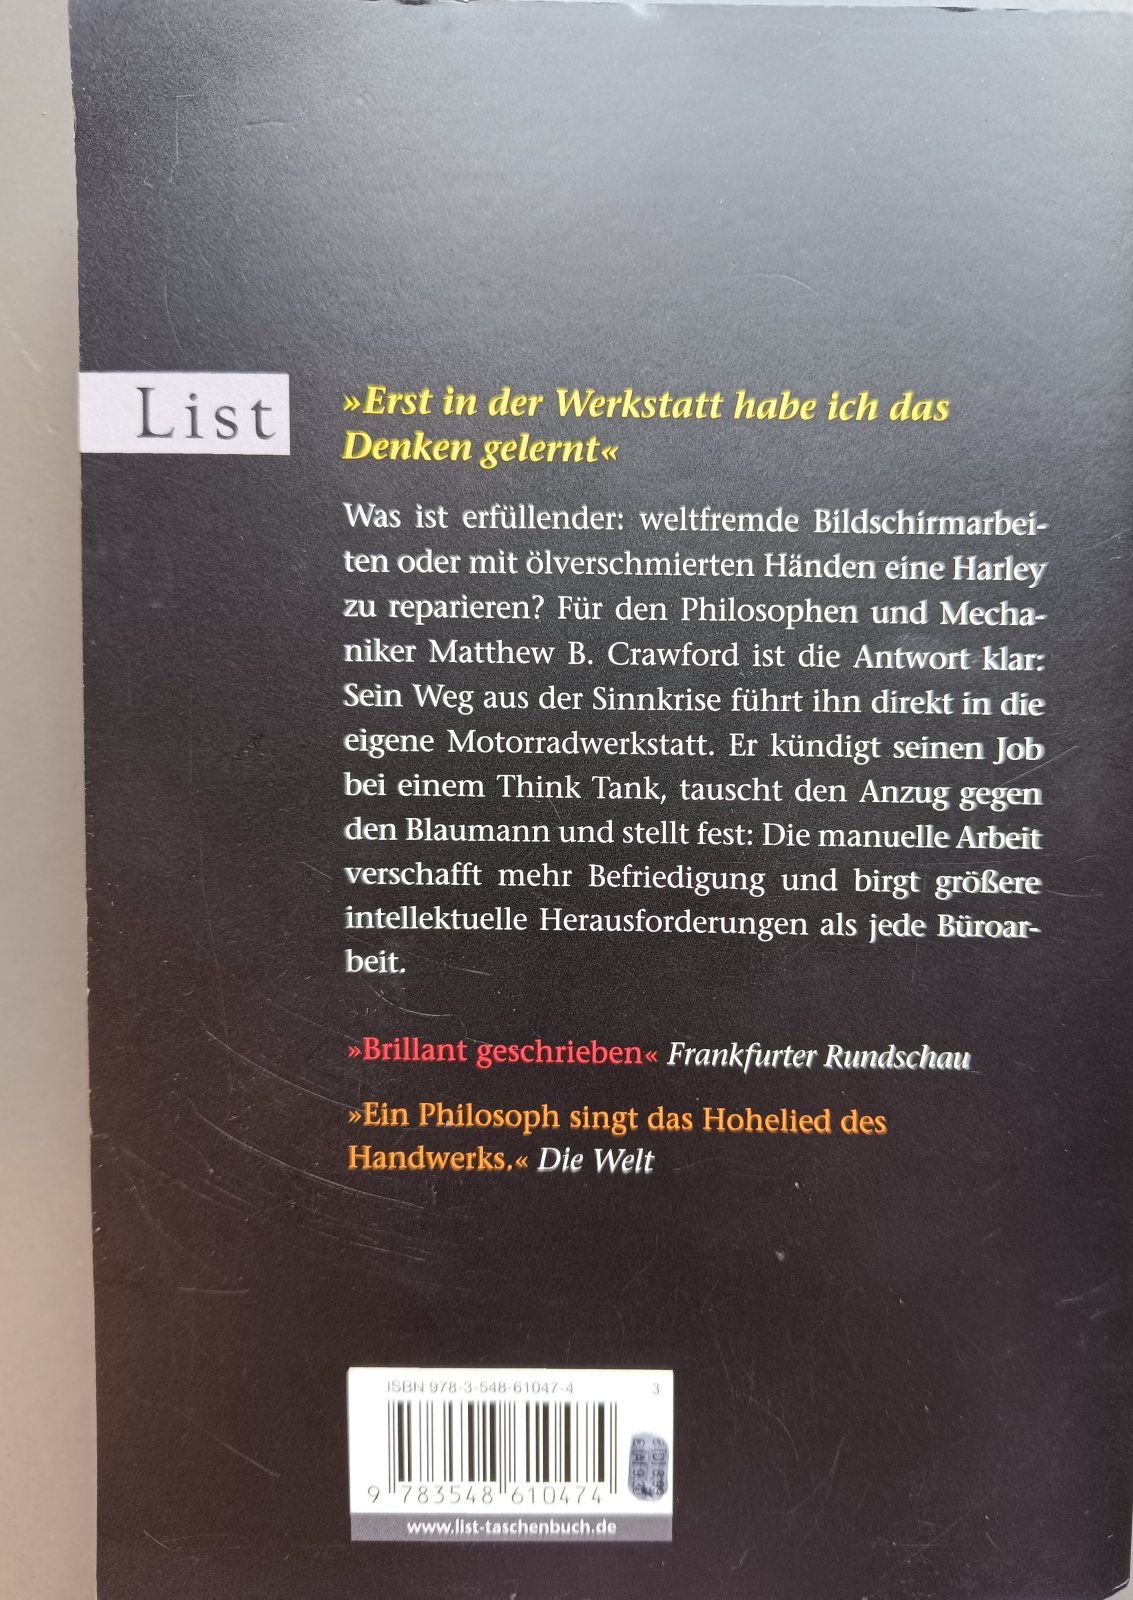 List
»Erst in der Werkstatt habe ich das
Denken gelernt«
Was ist erfüllender: weltfremde Bildschirmarbei-
ten oder mit ölverschmierten Händen eine Harley
zu reparieren? Für den Philosophen und Mecha-
niker Matthew B. Crawford ist die Antwort klar:
Sein Weg aus der Sinnkrise führt ihn direkt in die
eigene Motorradwerkstatt. Er kündigt seinen Job
bei einem Think Tank, tauscht den Anzug gegen
den Blaumann und stellt fest: Die manuelle Arbeit
verschafft mehr Befriedigung und birgt größere
intellektuelle Herausforderungen als jede Büroar-
beit.
»Brillant geschrieben« Frankfurter Rundschau
»Ein Philosoph singt das Hohelied des
Handwerks.« Die Welt
ISBN 978-3-548-61047-4 3
9 783548 610474
www.list-taschenbuch.de